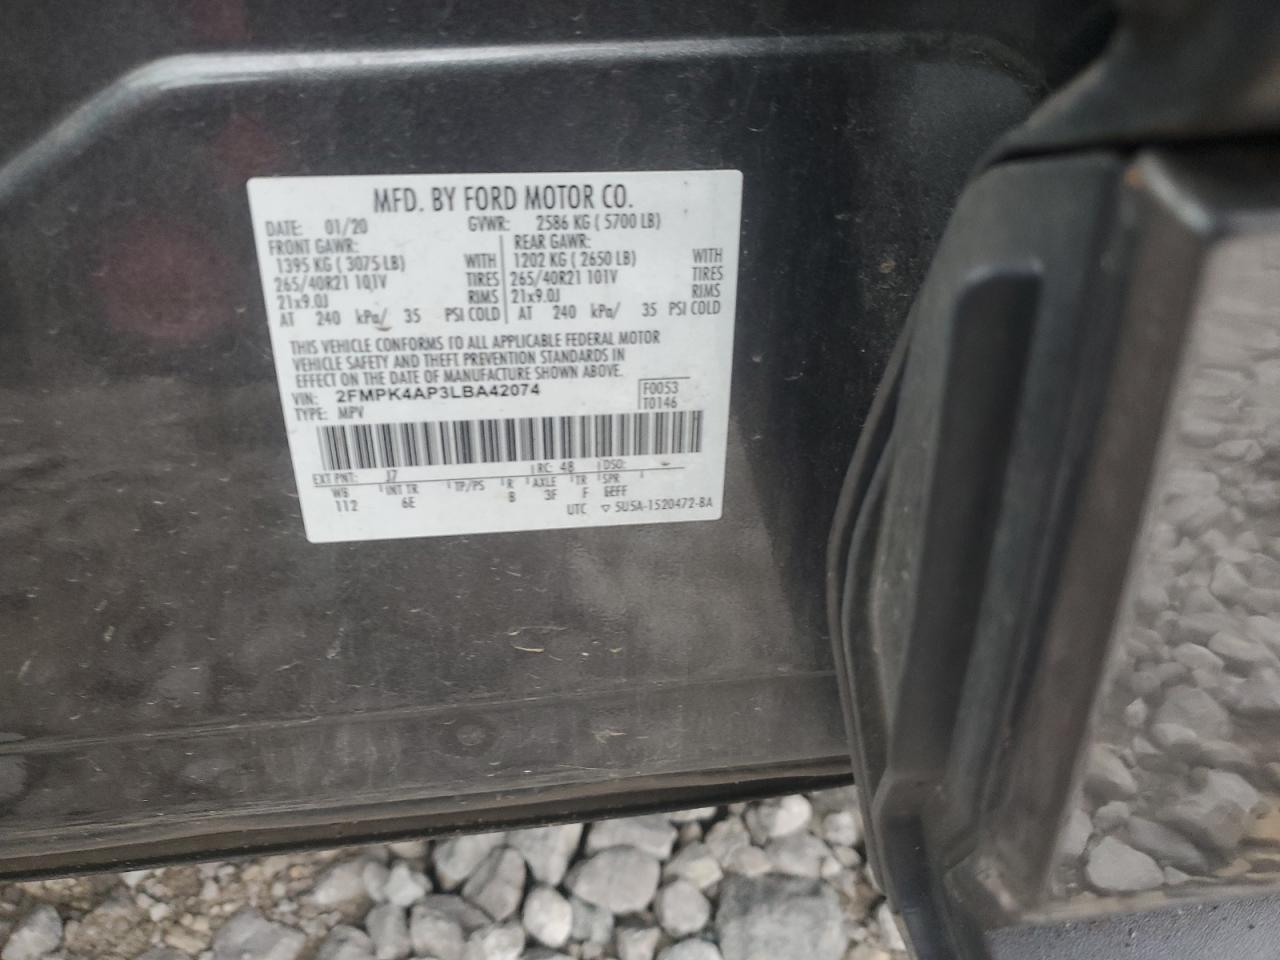 MFD. BY FORD MOTOR CO.
DATE: 01/20 GVWR: 2586 KG ( 5700 LB)
FRONT GAWR: REAR GAWR:
1395 KG ( 3075 LB) WITH 1202 KG ( 2650 LB) WITH
265/40R21 101V TIRES 265/40R21 101V TIRES
21x9.0J RIMS 21x9.0J RIMS
AT 240 kPa/ 35 PSI COLD AT 240 kPa/ 35 PSI COLD
THIS VEHICLE CONFORMS TO ALL APPLICABLE FEDERAL MOTOR
VEHICLE SAFETY AND THEFT PREVENTION STANDARDS IN
EFFECT ON THE DATE OF MANUFACTURE SHOWN ABOVE.
VIN: 2FMPK4AP3LBA42074 F0053
TYPE: MPV T0146
EXT PNT: J7 RC: 48 DSO:
WB INT TR TP/PS R AXLE TR SPR
112 6E B 3F F EEFF
UTC ▽ 5U5A-1520472-BA